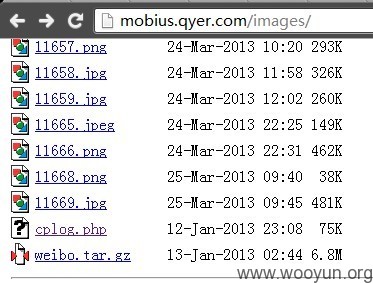 mobius.qyer.com/images/
11657.png 24-Mar-2013 10:20 293K
11658.jpg 24-Mar-2013 11:58 326K
11659.jpg 24-Mar-2013 12:02 260K
11665.jpeg 24-Mar-2013 22:25 149K
11666.png 24-Mar-2013 22:31 462K
11668.png 25-Mar-2013 09:40 38K
11669.jpg 25-Mar-2013 09:45 481K
cplog.php 12-Jan-2013 23:08 75K
weibo.tar.gz 13-Jan-2013 02:44 6.8M
www.wooyun.org